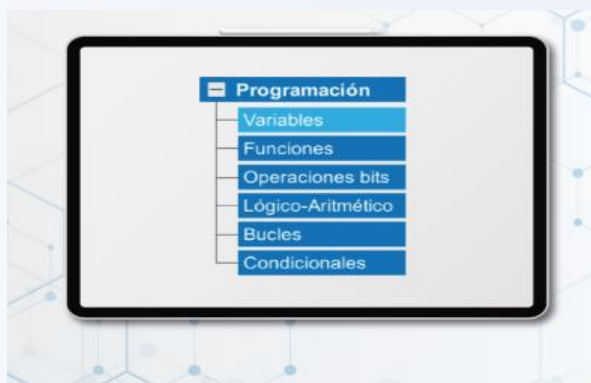 Programación
Variables
Funciones
Operaciones bits
Lógico-Aritmético
Bucles
Condicionales